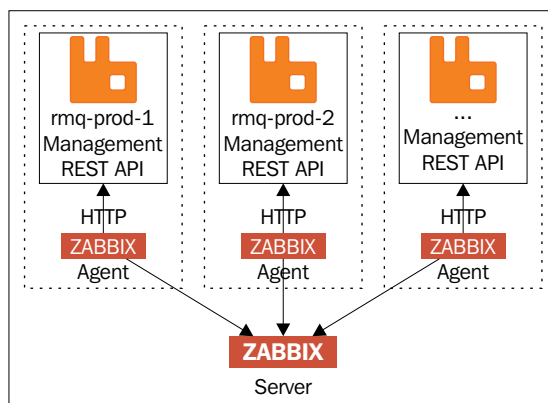 rmq-prod-1
Management
REST API
rmq-prod-2
Management
REST API
...
Management
REST API
HTTP
HTTP
HTTP
ZABBIX
ZABBIX
ZABBIX
Agent
Agent
Agent
ZABBIX
Server